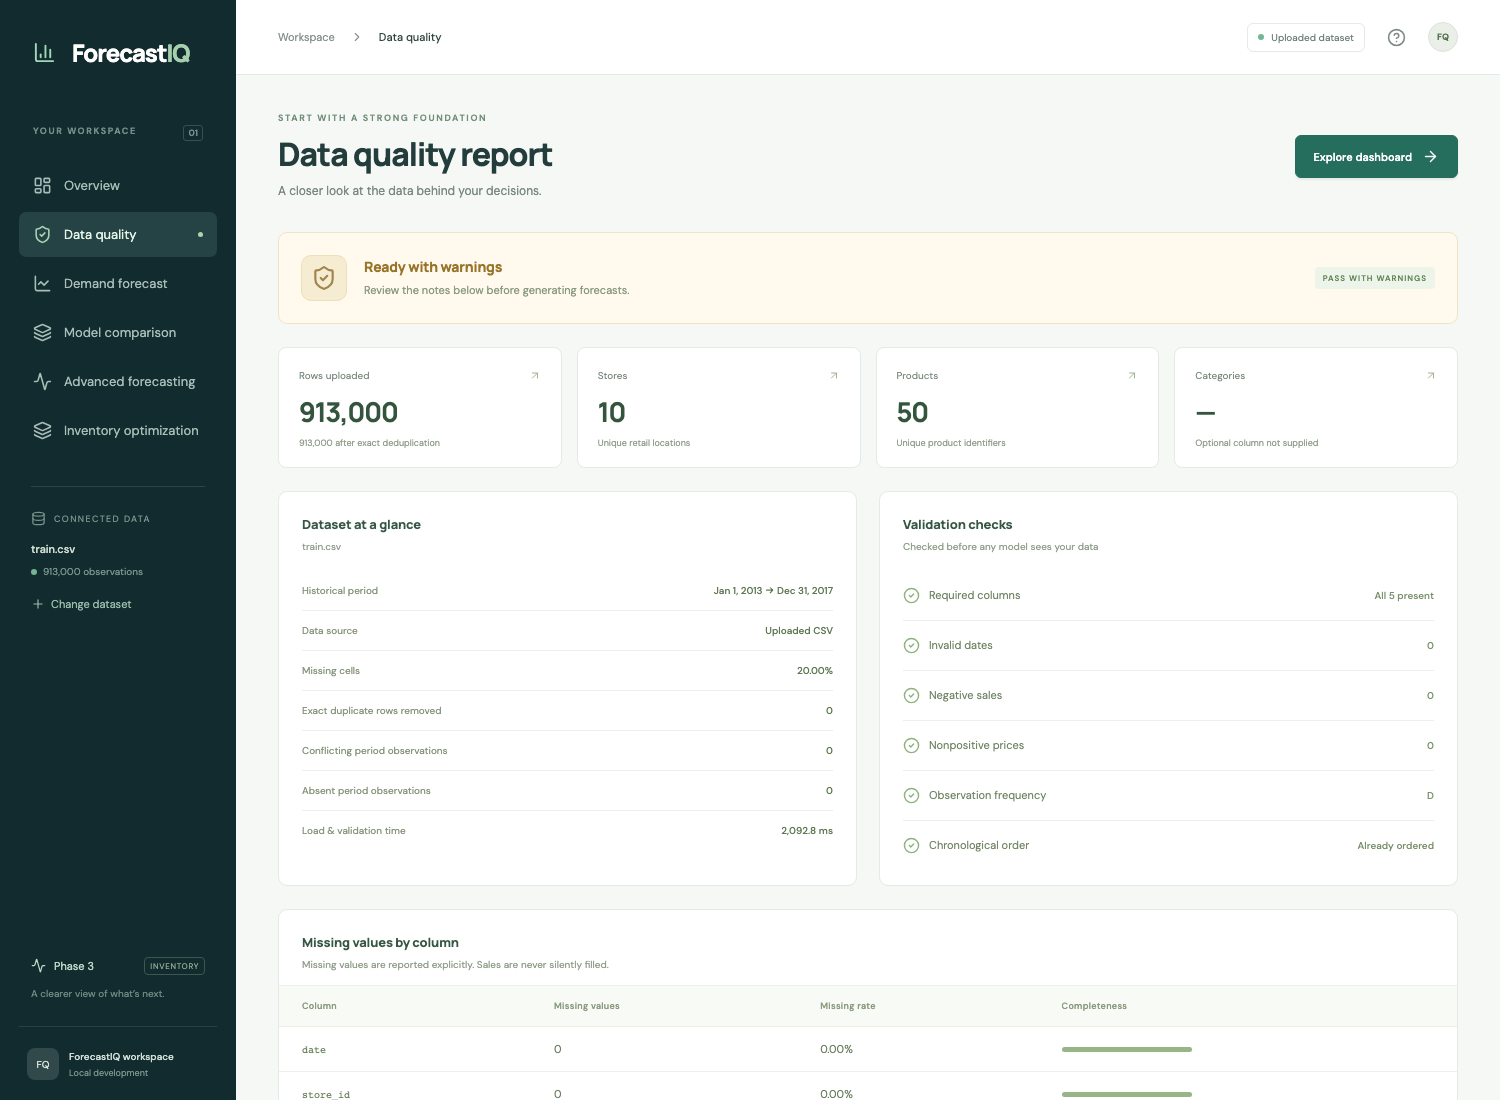 ForecastIQ
YOUR WORKSPACE 01
Overview
Data quality
Demand forecast
Model comparison
Advanced forecasting
Inventory optimization
CONNECTED DATA
train.csv
913,000 observations
Change dataset
Phase 3 INVENTORY
A clearer view of what's next.
FQ
ForecastIQ workspace
Local development
Workspace Data quality
Uploaded dataset
FQ
START WITH A STRONG FOUNDATION
Data quality report
A closer look at the data behind your decisions.
Explore dashboard
Ready with warnings
Review the notes below before generating forecasts.
PASS WITH WARNINGS
Rows uploaded
913,000
913,000 after exact deduplication
Stores
10
Unique retail locations
Products
50
Unique product identifiers
Categories
—
Optional column not supplied
Dataset at a glance
train.csv
Historical period Jan 1, 2013 → Dec 31, 2017
Data source Uploaded CSV
Missing cells 20.00%
Exact duplicate rows removed 0
Conflicting period observations 0
Absent period observations 0
Load & validation time 2,092.8 ms
Validation checks
Checked before any model sees your data
Required columns All 5 present
Invalid dates 0
Negative sales 0
Nonpositive prices 0
Observation frequency D
Chronological order Already ordered
Missing values by column
Missing values are reported explicitly. Sales are never silently filled.
Column Missing values Missing rate Completeness
date 0 0.00%
store_id 0 0.00%